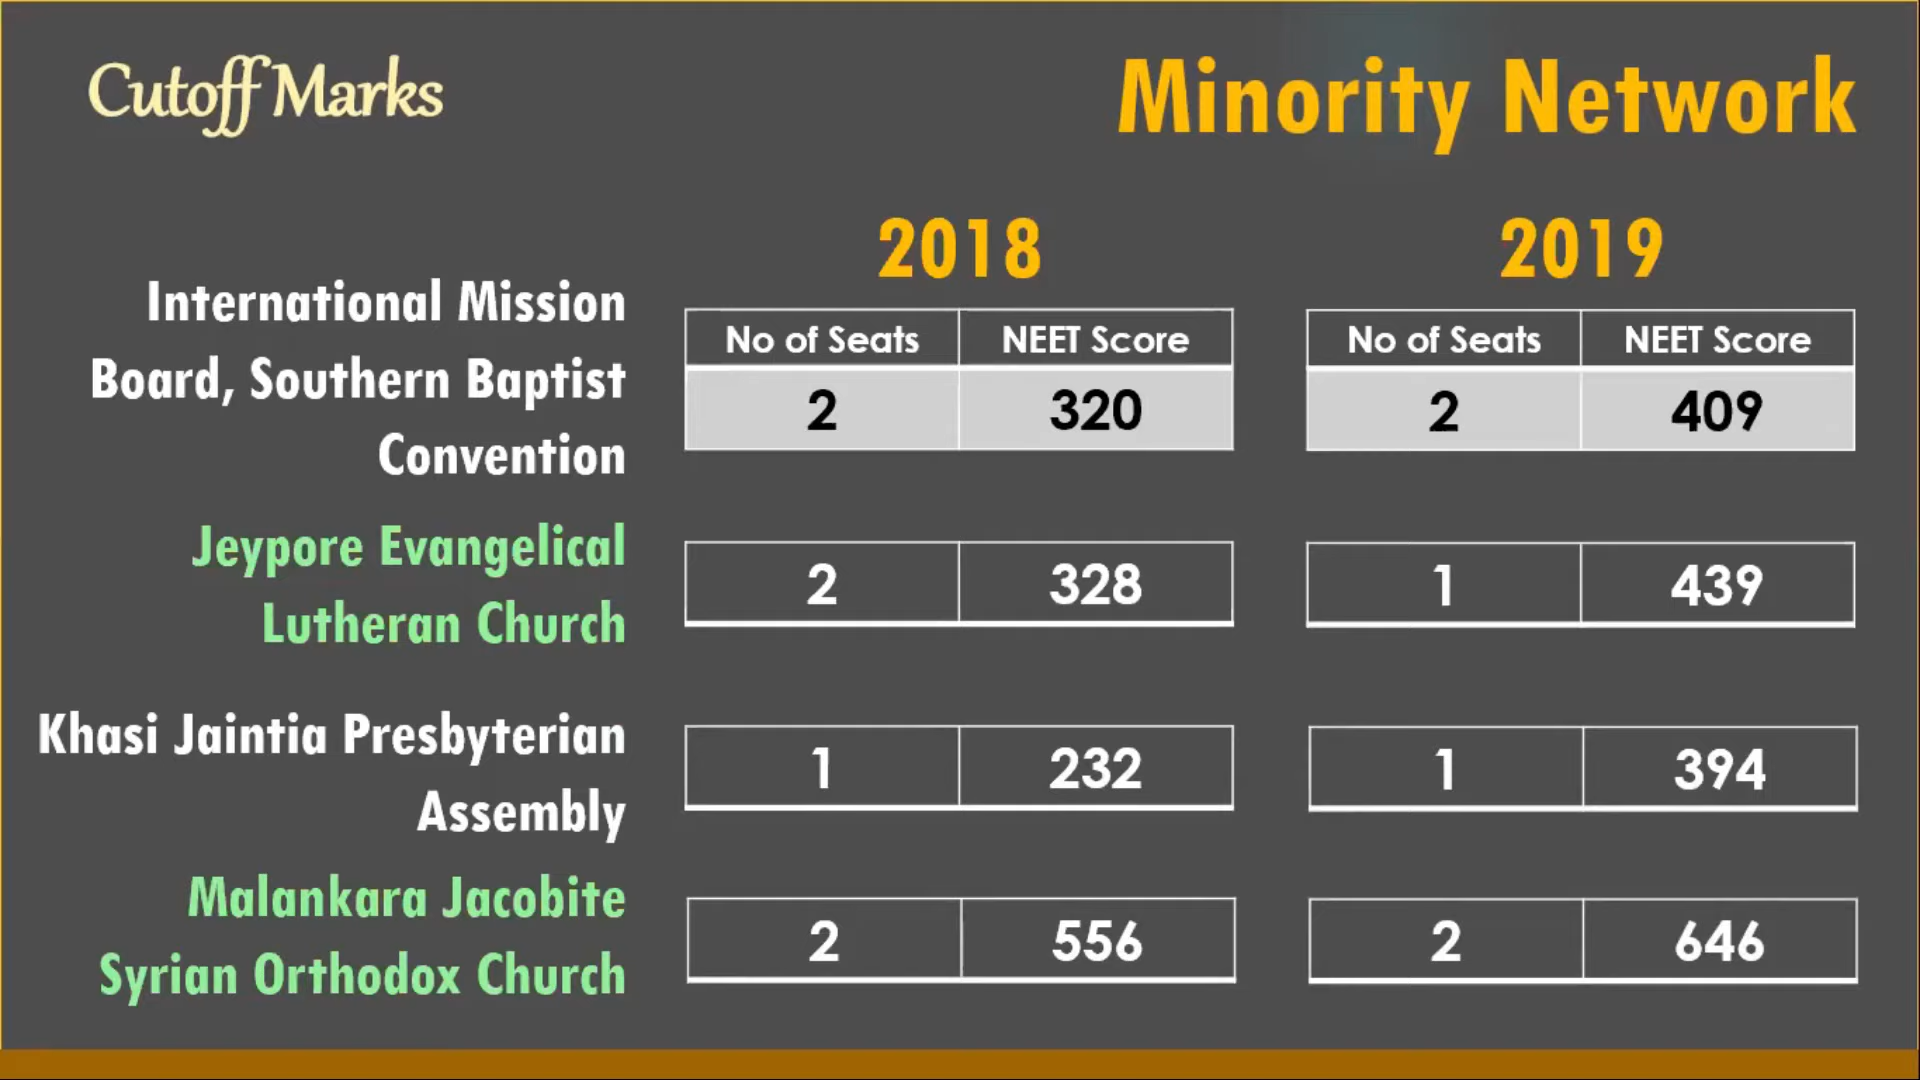 Cutoff Marks
Minority Network
2018
2019
International Mission
Board, Southern Baptist
Convention
No of Seats NEET Score
2 320
No of Seats NEET Score
2 409
Jeypore Evangelical
Lutheran Church
2 328
1 439
Khasi Jaintia Presbyterian
Assembly
1 232
1 394
Malankara Jacobite
Syrian Orthodox Church
2 556
2 646